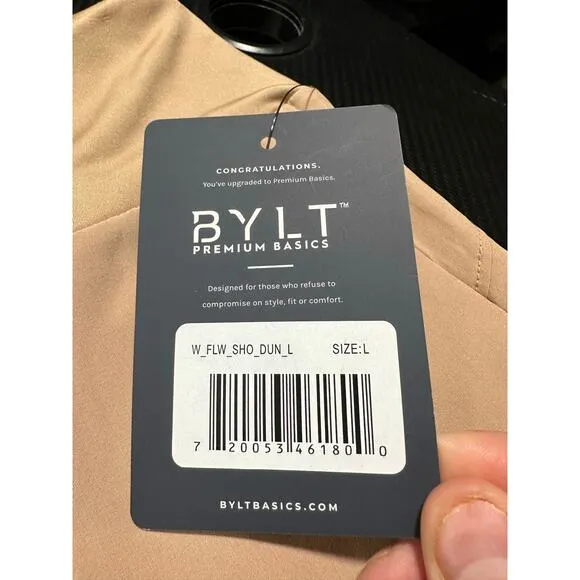 CONGRATULATIONS.
You've upgraded to Premium Basics.
BYLT™
PREMIUM BASICS
Designed for those who refuse to
compromise on style, fit or comfort.
W_FLW_SHO_DUN_L SIZE:L
7 20053 46180 0
BYLTBASICS.COM